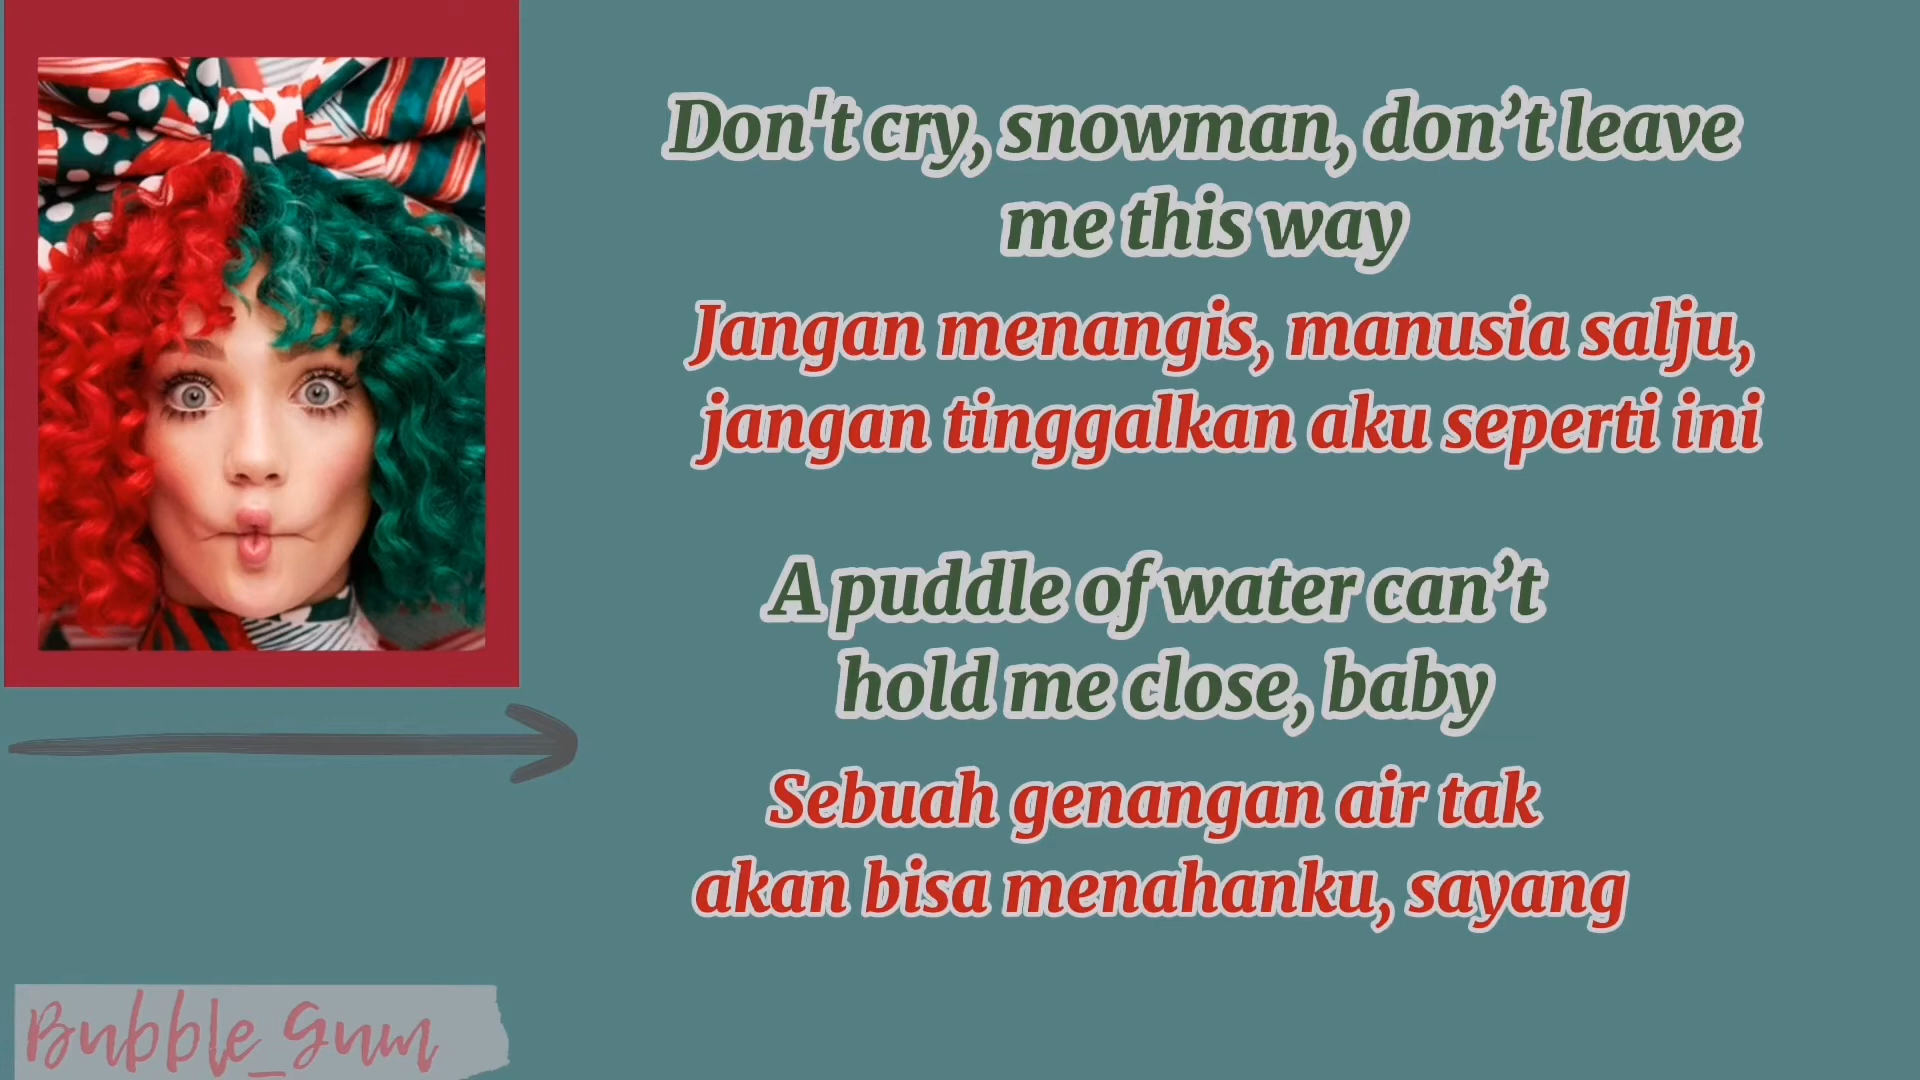 Don't cry, snowman, don’t leave
me this way
Jangan menangis, manusia salju,
jangan tinggalkan aku seperti ini
A puddle of water can’t
hold me close, baby
Sebuah genangan air tak
akan bisa menahanku, sayang
Bubble_Gum